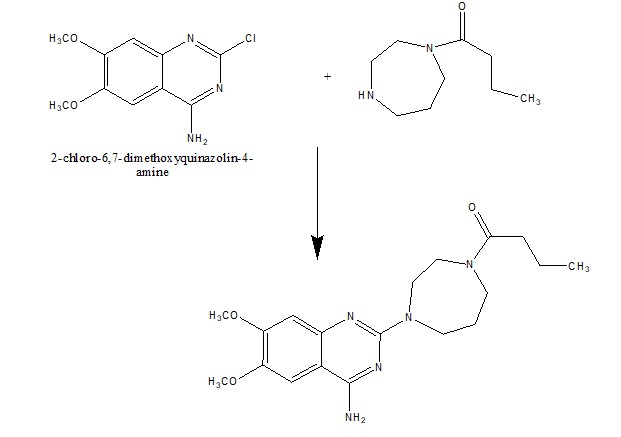 O
H₃CO N Cl N
+
H₃CO N HN CH₃
NH₂
2-chloro-6,7-dimethoxyquinazolin-4-
amine
O
N CH₃
H₃CO N N
H₃CO N
NH₂